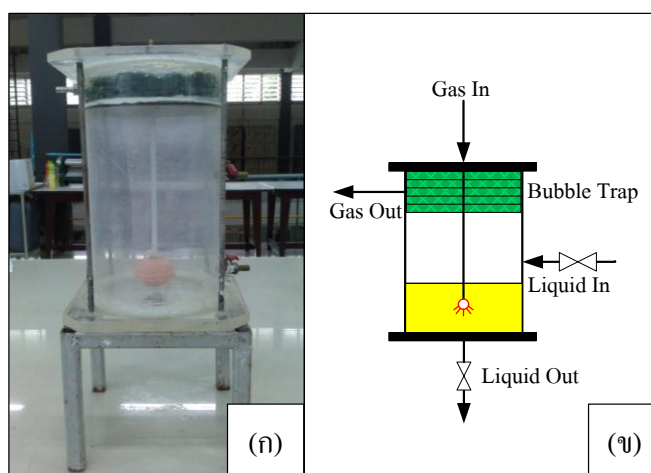 Gas In
Bubble Trap
Gas Out
Liquid In
Liquid Out
(ก)
(ข)